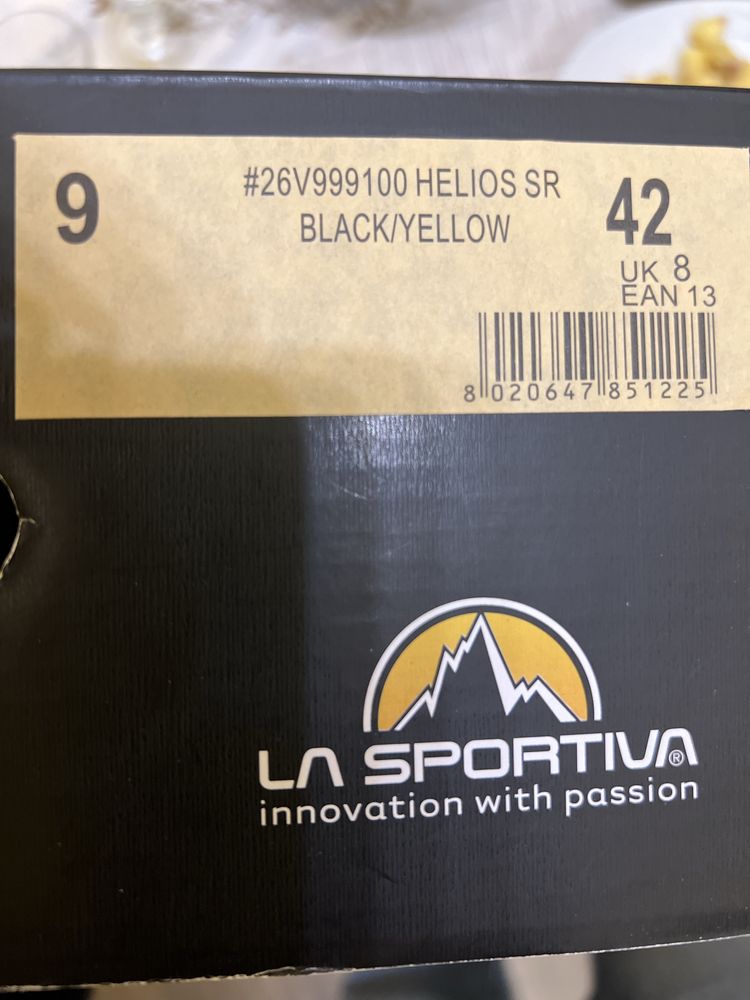 9
#26V999100 HELIOS SR
BLACK/YELLOW
42
UK 8
EAN 13
8 020647 851225
LA SPORTIVA®
innovation with passion